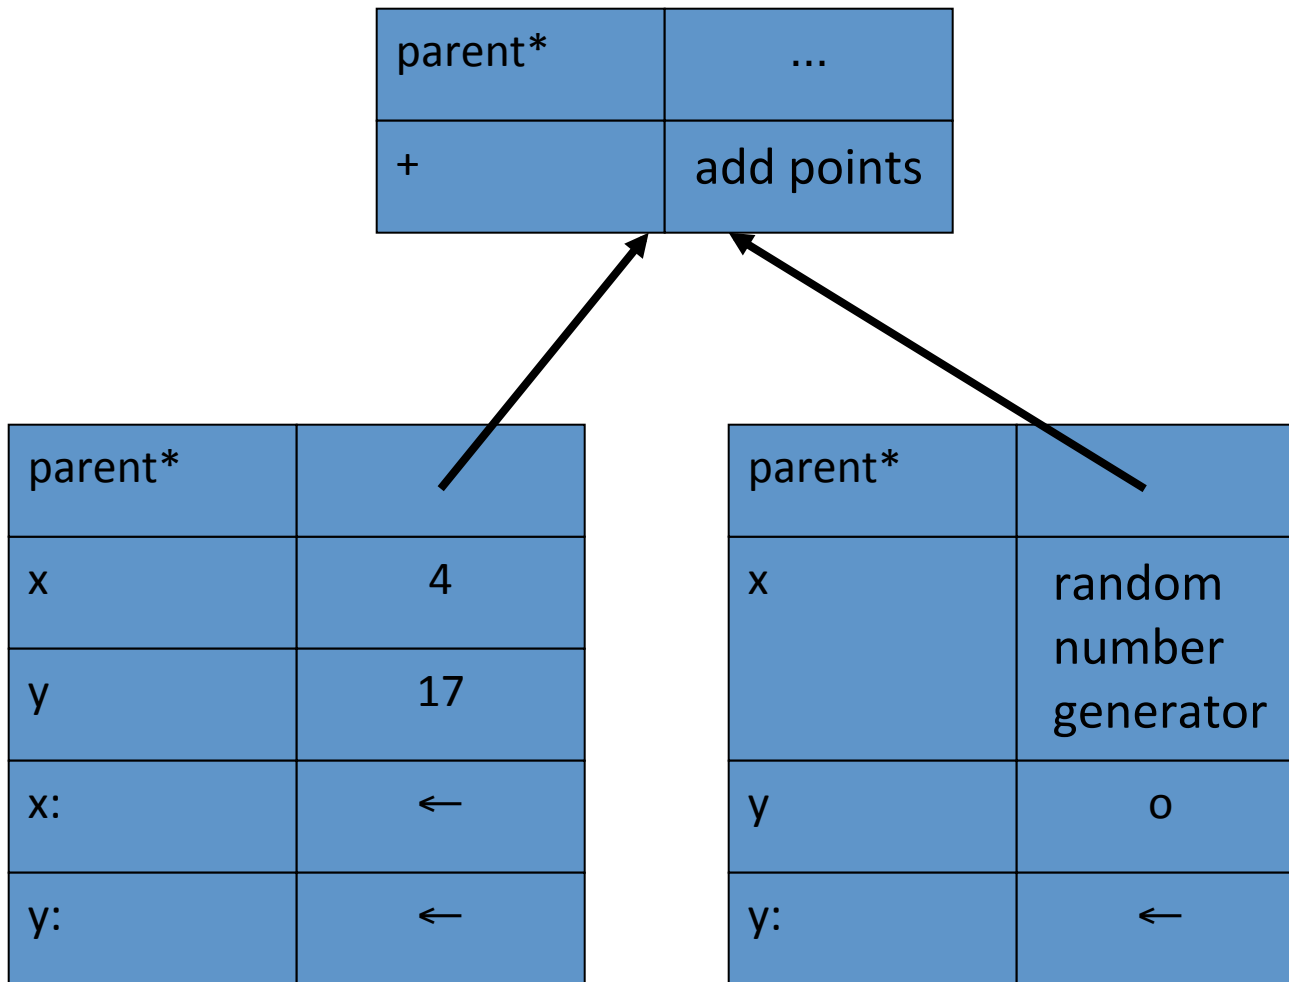 parent* ...
+ add points
parent*
x 4
y 17
x: ←
y: ←
parent*
x random
number
generator
y o
y: ←